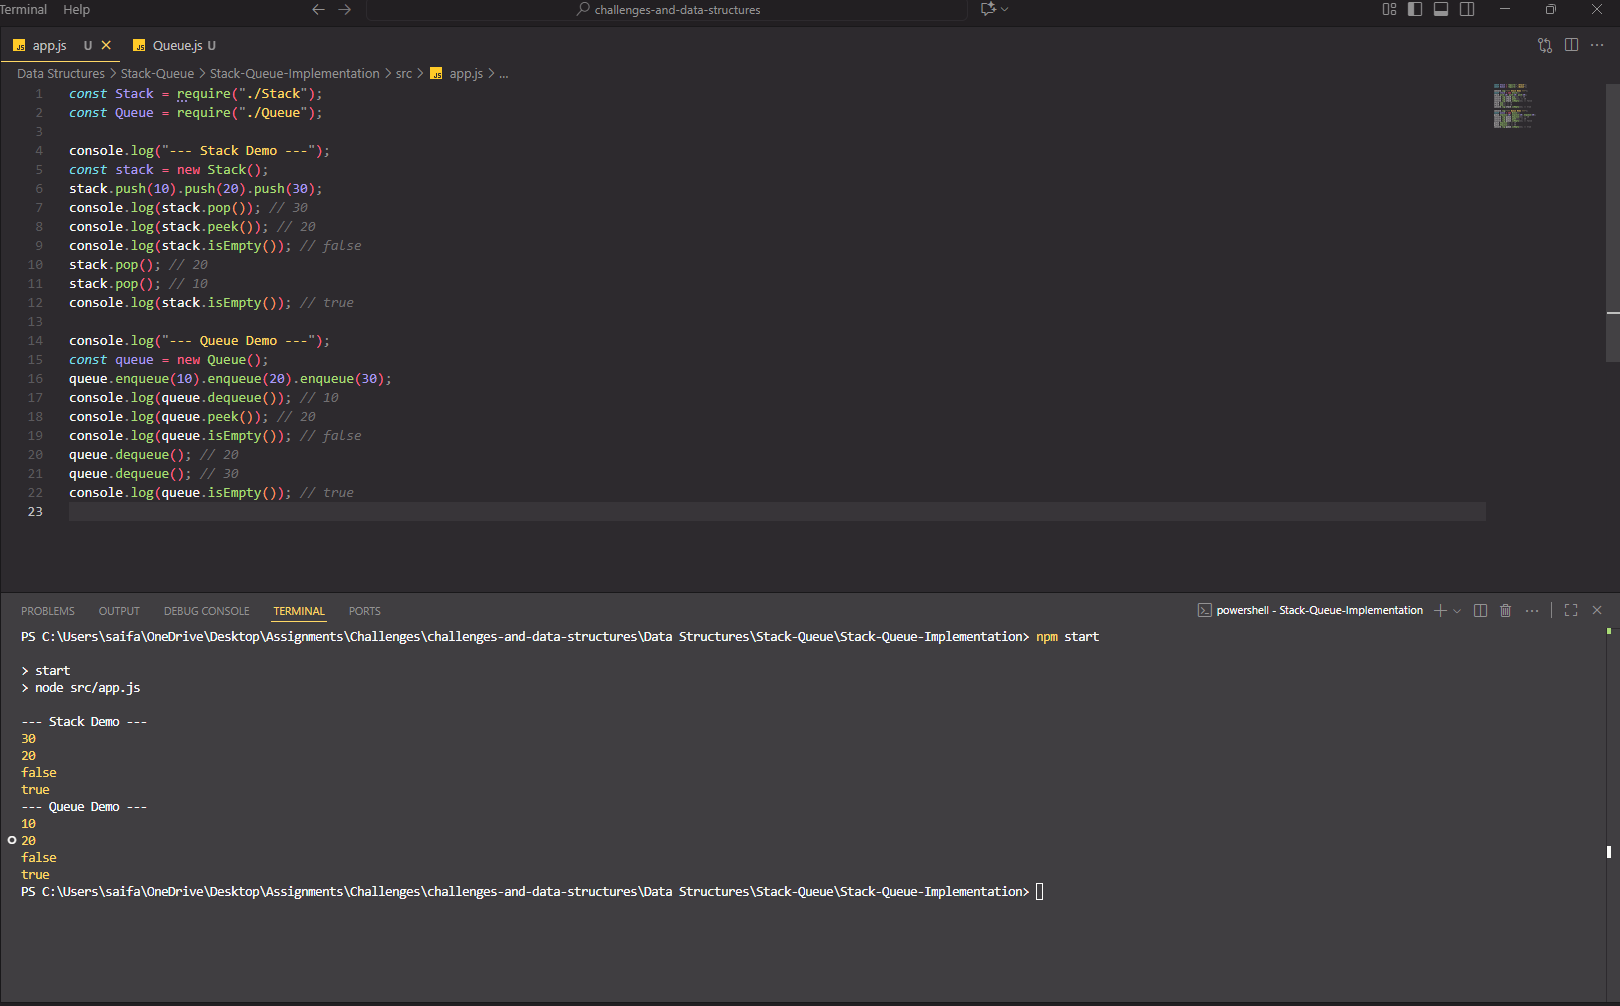 Terminal Help challenges-and-data-structures
JS app.js U JS Queue.js U
Data Structures > Stack-Queue > Stack-Queue-Implementation > src > JS app.js > ...
1 const Stack = require("./Stack");
2 const Queue = require("./Queue");
3
4 console.log("--- Stack Demo ---");
5 const stack = new Stack();
6 stack.push(10).push(20).push(30);
7 console.log(stack.pop()); // 30
8 console.log(stack.peek()); // 20
9 console.log(stack.isEmpty()); // false
10 stack.pop(); // 20
11 stack.pop(); // 10
12 console.log(stack.isEmpty()); // true
13
14 console.log("--- Queue Demo ---");
15 const queue = new Queue();
16 queue.enqueue(10).enqueue(20).enqueue(30);
17 console.log(queue.dequeue()); // 10
18 console.log(queue.peek()); // 20
19 console.log(queue.isEmpty()); // false
20 queue.dequeue(); // 20
21 queue.dequeue(); // 30
22 console.log(queue.isEmpty()); // true
23
PROBLEMS OUTPUT DEBUG CONSOLE TERMINAL PORTS powershell - Stack-Queue-Implementation
PS C:\Users\saifa\OneDrive\Desktop\Assignments\Challenges\challenges-and-data-structures\Data Structures\Stack-Queue\Stack-Queue-Implementation> npm start
> start
> node src/app.js
--- Stack Demo ---
30
20
false
true
--- Queue Demo ---
10
20
false
true
PS C:\Users\saifa\OneDrive\Desktop\Assignments\Challenges\challenges-and-data-structures\Data Structures\Stack-Queue\Stack-Queue-Implementation>